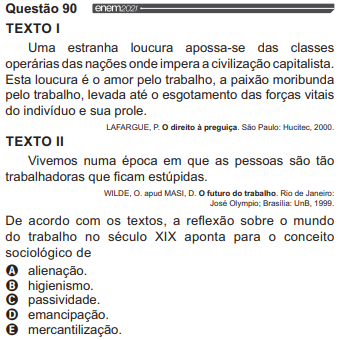 Questão 90 enem2021
TEXTO I
Uma estranha loucura apossa-se das classes
operárias das nações onde impera a civilização capitalista.
Esta loucura é o amor pelo trabalho, a paixão moribunda
pelo trabalho, levada até o esgotamento das forças vitais
do indivíduo e sua prole.
LAFARGUE, P. O direito à preguiça. São Paulo: Hucitec, 2000.
TEXTO II
Vivemos numa época em que as pessoas são tão
trabalhadoras que ficam estúpidas.
WILDE, O. apud MASI, D. O futuro do trabalho. Rio de Janeiro:
José Olympio; Brasília: UnB, 1999.
De acordo com os textos, a reflexão sobre o mundo
do trabalho no século XIX aponta para o conceito
sociológico de
A alienação.
B higienismo.
C passividade.
D emancipação.
E mercantilização.